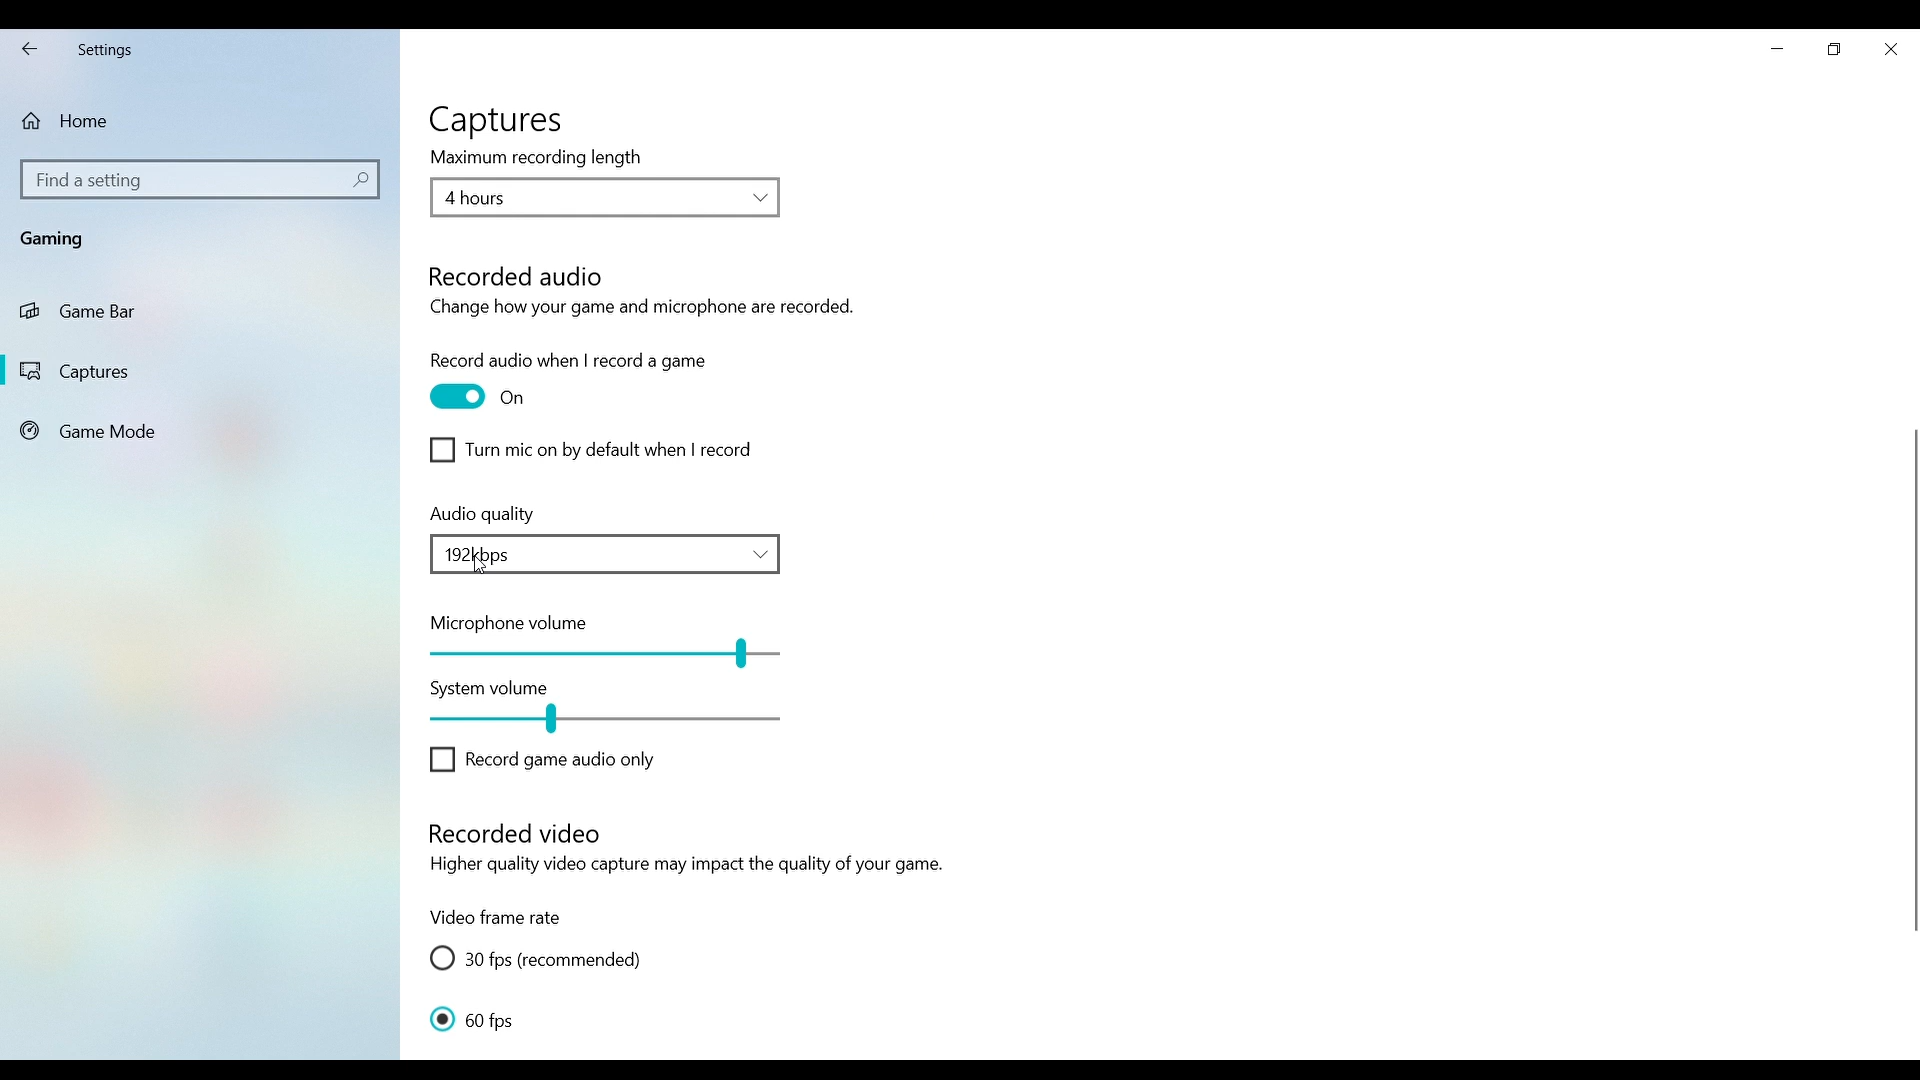 Settings
Home
Find a setting
Gaming
Game Bar
Captures
Game Mode
Captures
Maximum recording length
4 hours
Recorded audio
Change how your game and microphone are recorded.
Record audio when I record a game
On
Turn mic on by default when I record
Audio quality
192kbps
Microphone volume
System volume
Record game audio only
Recorded video
Higher quality video capture may impact the quality of your game.
Video frame rate
30 fps (recommended)
60 fps